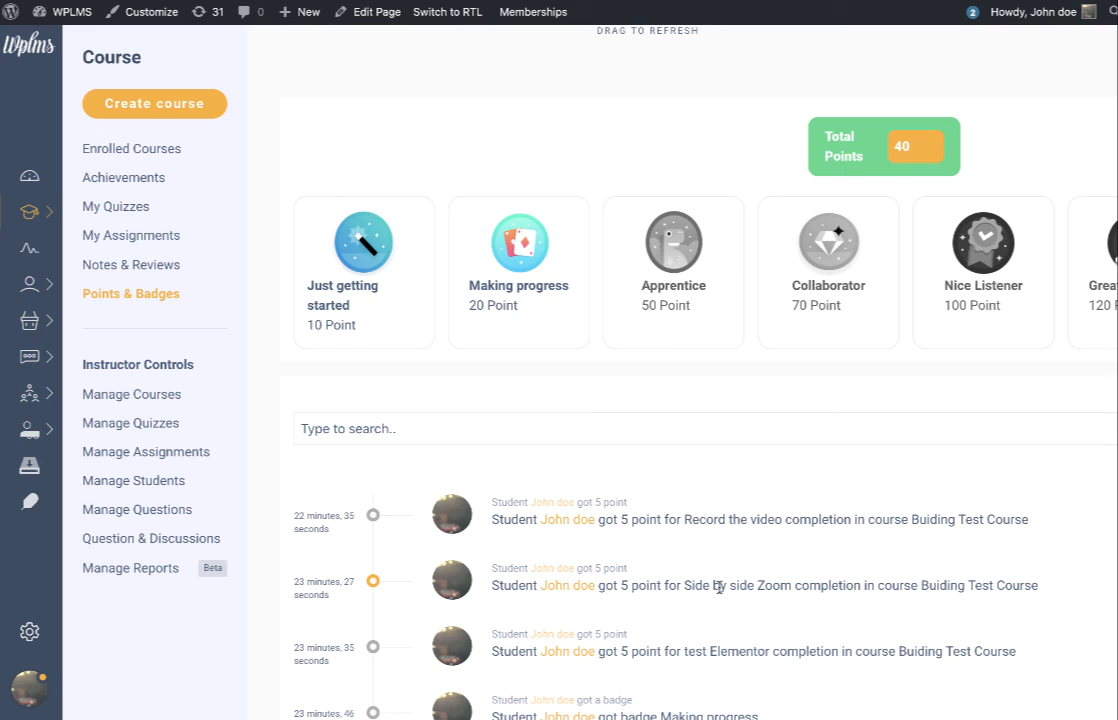 WPLMS
Customize
31
0
New
Edit Page
Switch to RTL
Memberships
2
Howdy, John doe
Wplms
Course
Create course
Enrolled Courses
Achievements
My Quizzes
My Assignments
Notes & Reviews
Points & Badges
Instructor Controls
Manage Courses
Manage Quizzes
Manage Assignments
Manage Students
Manage Questions
Question & Discussions
Manage Reports
Beta
DRAG TO REFRESH
Total
Points
40
Just getting
started
10 Point
Making progress
20 Point
Apprentice
50 Point
Collaborator
70 Point
Nice Listener
100 Point
Grea
120 P
Type to search..
22 minutes, 35
seconds
Student John doe got 5 point
Student John doe got 5 point for Record the video completion in course Buiding Test Course
23 minutes, 27
seconds
Student John doe got 5 point
Student John doe got 5 point for Side by side Zoom completion in course Buiding Test Course
23 minutes, 35
seconds
Student John doe got 5 point
Student John doe got 5 point for test Elementor completion in course Buiding Test Course
23 minutes, 46
Student John doe got a badge
Student John doe got badge Making progress